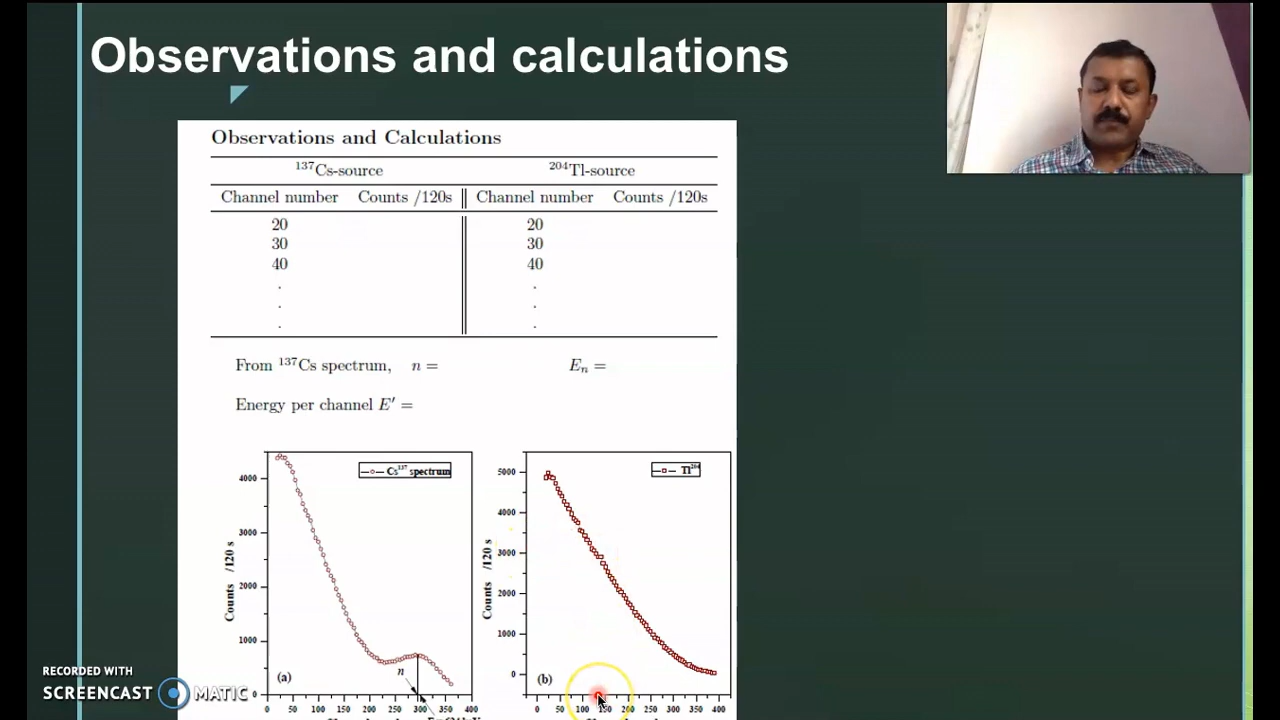 Observations and calculations
Observations and Calculations
137Cs-source 204Tl-source
Channel number Counts /120s Channel number Counts /120s
20 20
30 30
40 40
. .
. .
. .
From 137Cs spectrum, n = En =
Energy per channel E′ =
Cs137 spectrum
4000
3000
2000
1000
0
Counts /120 s
(a)
n
0 50 100 150 200 250 300 350 400
Tl204
5000
4000
3000
2000
1000
0
Counts /120 s
(b)
0 50 100 150 200 250 300 350 400
RECORDED WITH
SCREENCAST MATIC